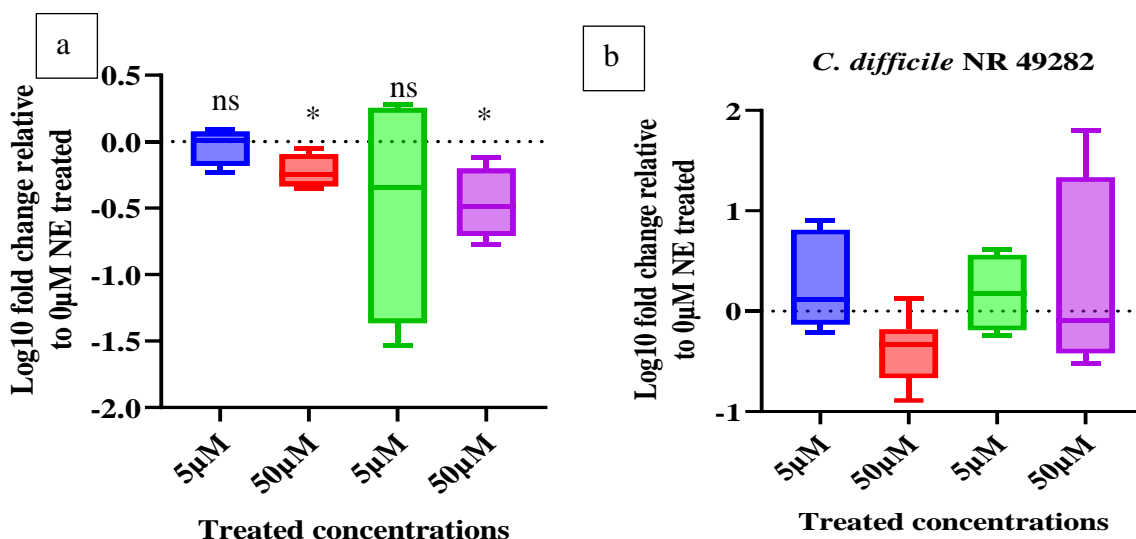 a
Log10 fold change relative
to 0µM NE treated
0.5
0.0
-0.5
-1.0
-1.5
-2.0
ns
*
ns
*
5µM
50µM
5µM
50µM
Treated concentrations
b
C. difficile NR 49282
Log10 fold change relative
to 0µM NE treated
2
1
0
-1
5µM
50µM
5µM
50µM
Treated concentrations